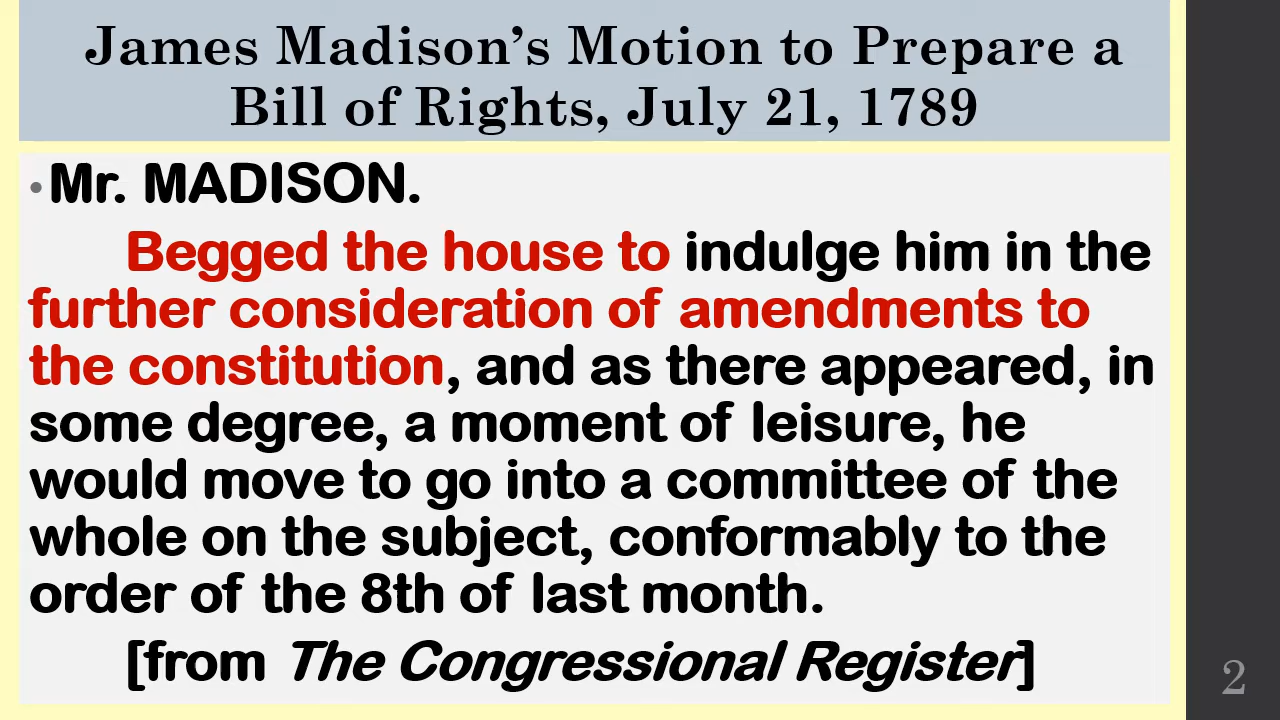 James Madison’s Motion to Prepare a
Bill of Rights, July 21, 1789
•Mr. MADISON.
Begged the house to indulge him in the
further consideration of amendments to
the constitution, and as there appeared, in
some degree, a moment of leisure, he
would move to go into a committee of the
whole on the subject, conformably to the
order of the 8th of last month.
[from The Congressional Register]
2